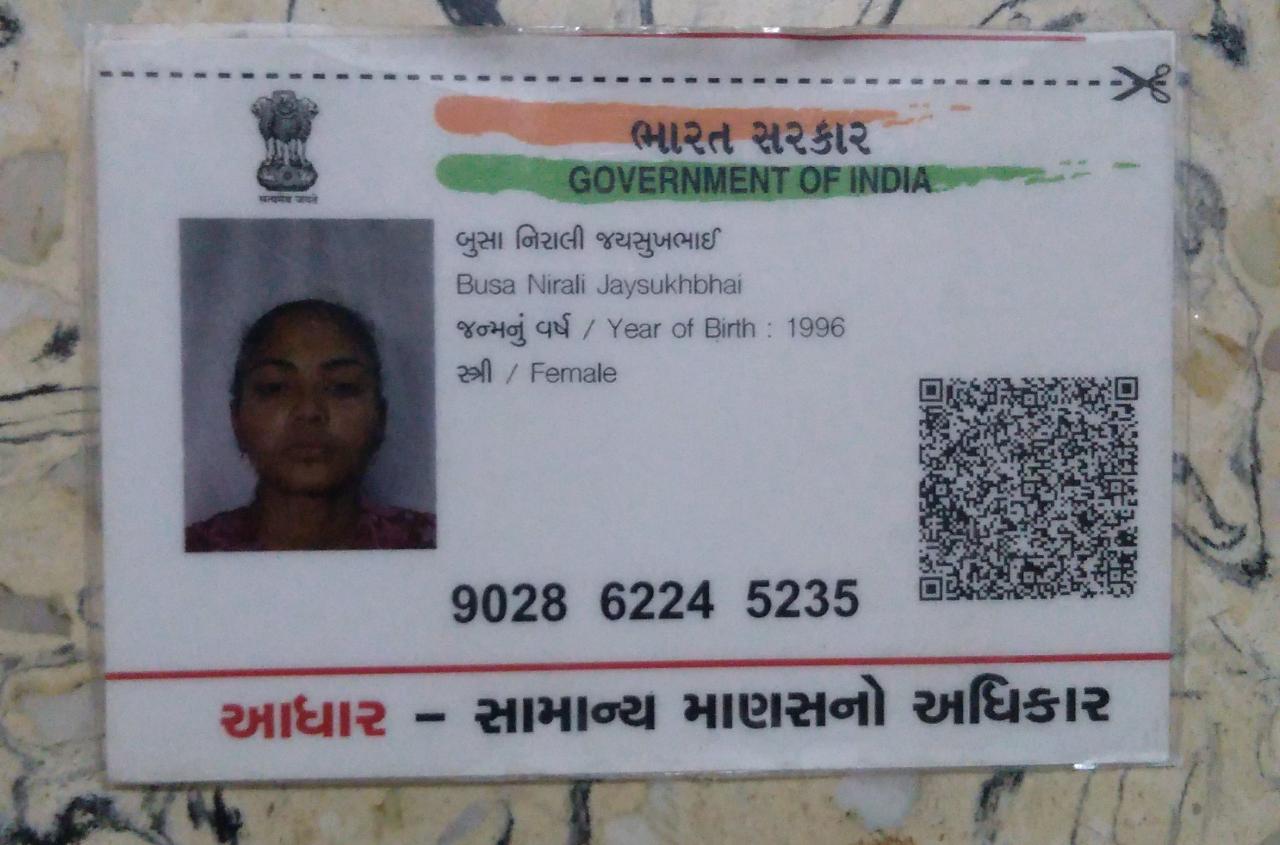 ભારત સરકાર
GOVERNMENT OF INDIA
सत्यमेव जयते
બુસા નિરાલી જયસુખભાઈ
Busa Nirali Jaysukhbhai
જન્મનું વર્ષ / Year of Birth : 1996
સ્ત્રી / Female
9028 6224 5235
આધાર – સામાન્ય માણસનો અધિકાર